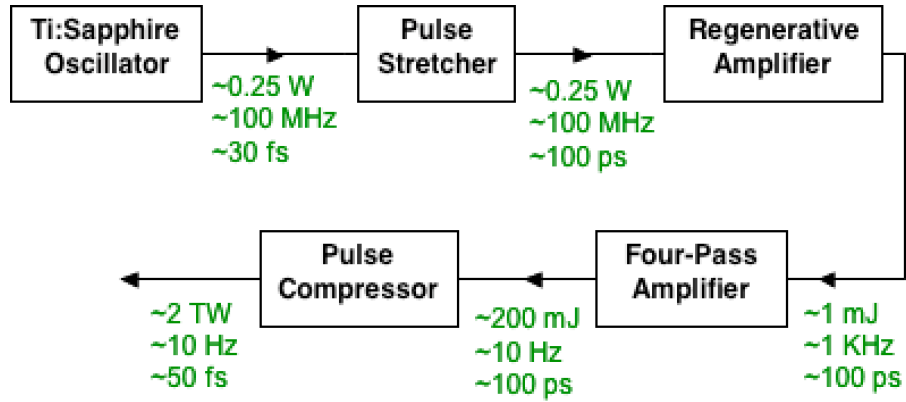 Ti:Sapphire
Oscillator
~0.25 W
~100 MHz
~30 fs
Pulse
Stretcher
~0.25 W
~100 MHz
~100 ps
Regenerative
Amplifier
~1 mJ
~1 KHz
~100 ps
Four-Pass
Amplifier
~200 mJ
~10 Hz
~100 ps
Pulse
Compressor
~2 TW
~10 Hz
~50 fs